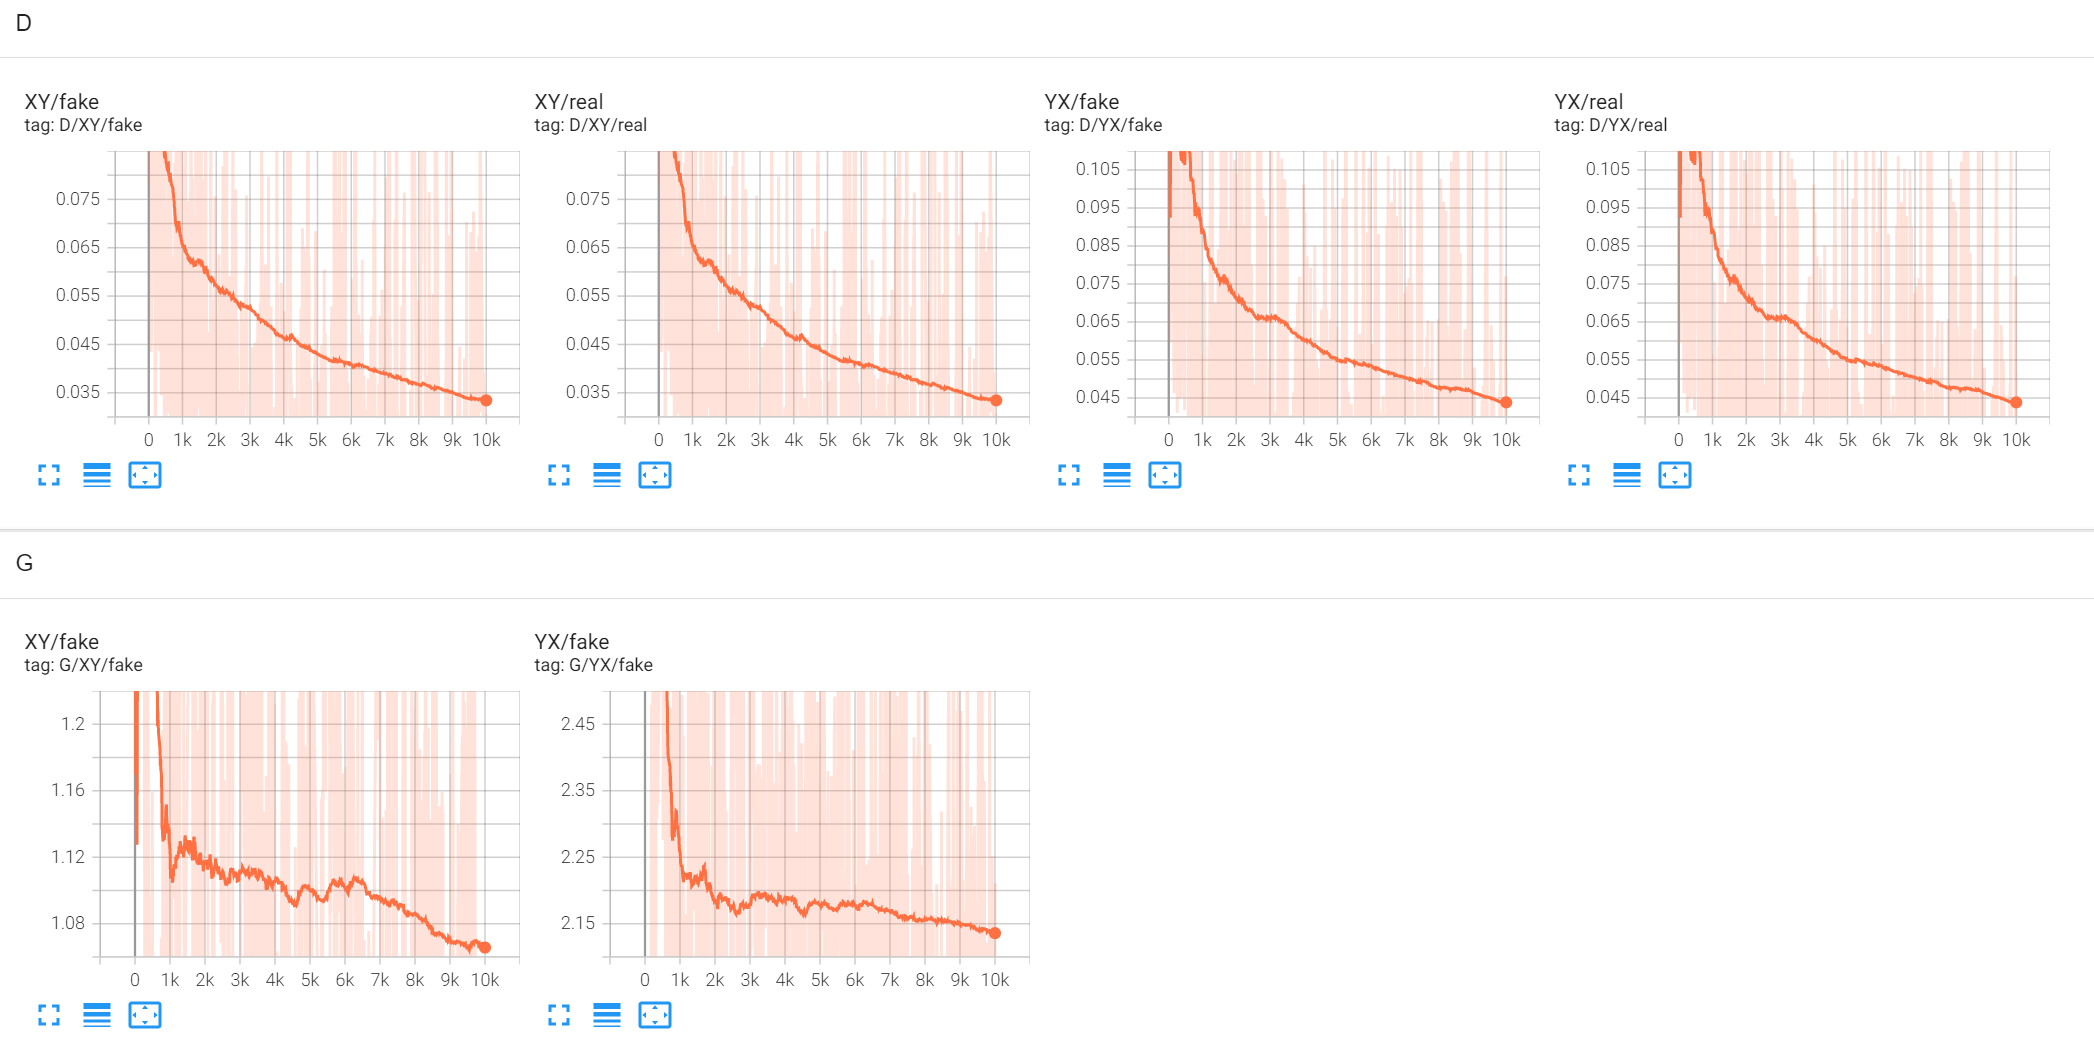 D
XY/fake
tag: D/XY/fake
0.075
0.065
0.055
0.045
0.035
0 1k 2k 3k 4k 5k 6k 7k 8k 9k 10k
XY/real
tag: D/XY/real
0.075
0.065
0.055
0.045
0.035
0 1k 2k 3k 4k 5k 6k 7k 8k 9k 10k
YX/fake
tag: D/YX/fake
0.105
0.095
0.085
0.075
0.065
0.055
0.045
0 1k 2k 3k 4k 5k 6k 7k 8k 9k 10k
YX/real
tag: D/YX/real
0.105
0.095
0.085
0.075
0.065
0.055
0.045
0 1k 2k 3k 4k 5k 6k 7k 8k 9k 10k
G
XY/fake
tag: G/XY/fake
1.2
1.16
1.12
1.08
0 1k 2k 3k 4k 5k 6k 7k 8k 9k 10k
YX/fake
tag: G/YX/fake
2.45
2.35
2.25
2.15
0 1k 2k 3k 4k 5k 6k 7k 8k 9k 10k